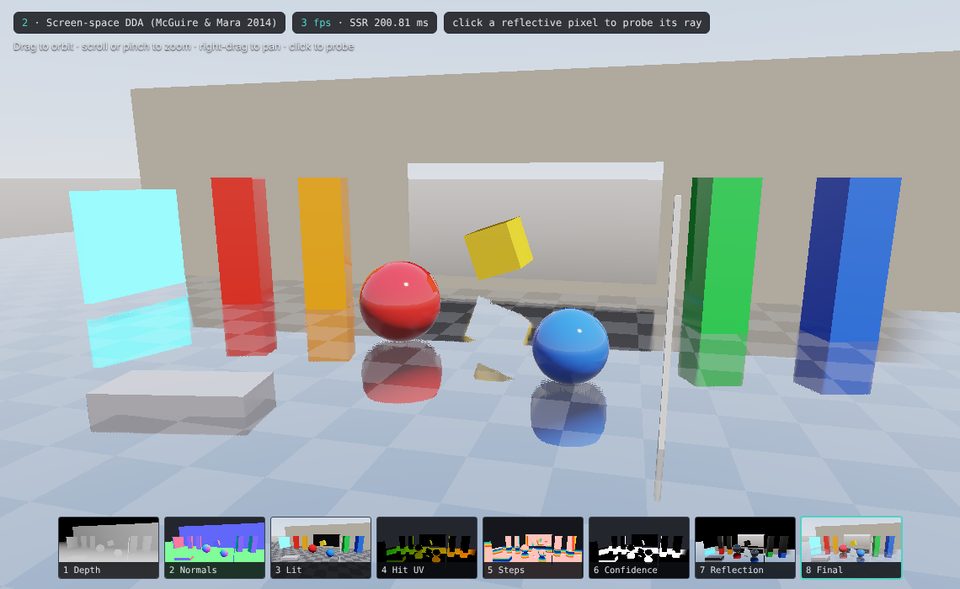 2 · Screen-space DDA (McGuire & Mara 2014)
3 fps · SSR 200.81 ms
click a reflective pixel to probe its ray
Drag to orbit · scroll or pinch to zoom · right-drag to pan · click to probe
1 Depth
2 Normals
3 Lit
4 Hit UV
5 Steps
6 Confidence
7 Reflection
8 Final